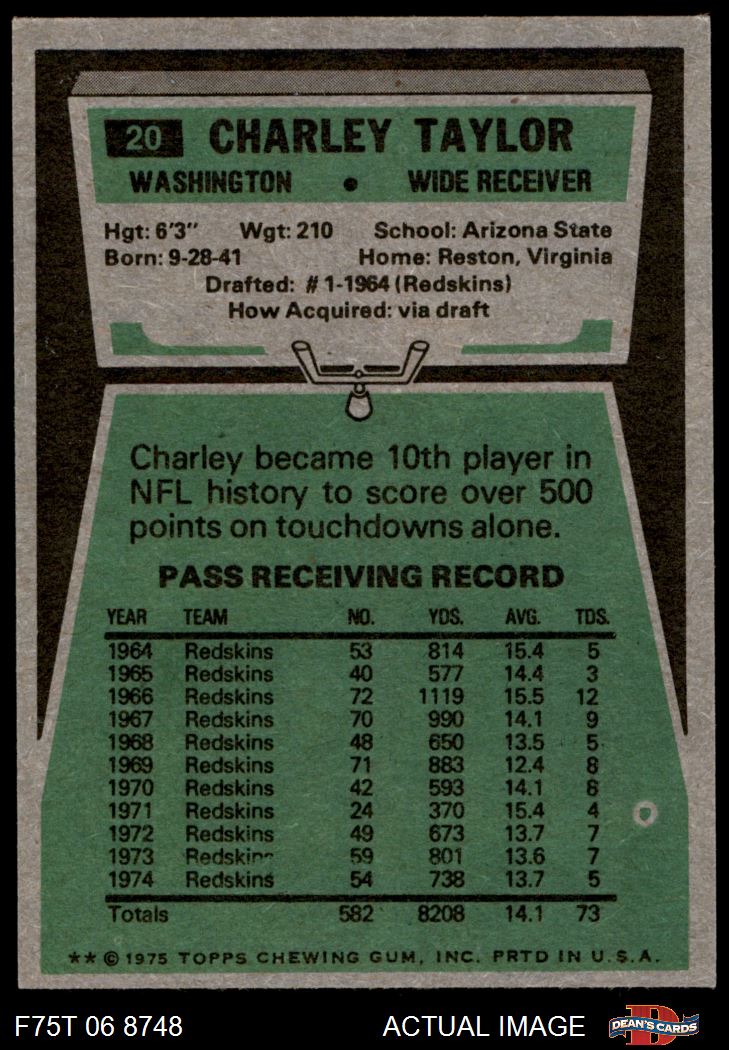 20 CHARLEY TAYLOR
WASHINGTON • WIDE RECEIVER
Hgt: 6'3" Wgt: 210 School: Arizona State
Born: 9-28-41 Home: Reston, Virginia
Drafted: #1-1964 (Redskins)
How Acquired: via draft
Charley became 10th player in
NFL history to score over 500
points on touchdowns alone.
PASS RECEIVING RECORD
YEAR TEAM NO. YDS. AVG. TDS.
1964 Redskins 53 814 15.4 5
1965 Redskins 40 577 14.4 3
1966 Redskins 72 1119 15.5 12
1967 Redskins 70 990 14.1 9
1968 Redskins 48 650 13.5 5
1969 Redskins 71 883 12.4 8
1970 Redskins 42 593 14.1 8
1971 Redskins 24 370 15.4 4
1972 Redskins 49 673 13.7 7
1973 Redskins 59 801 13.6 7
1974 Redskins 54 738 13.7 5
Totals 582 8208 14.1 73
** © 1975 TOPPS CHEWING GUM, INC. PRTD IN U.S.A.
F75T 06 8748 ACTUAL IMAGE D DEAN'S CARDS